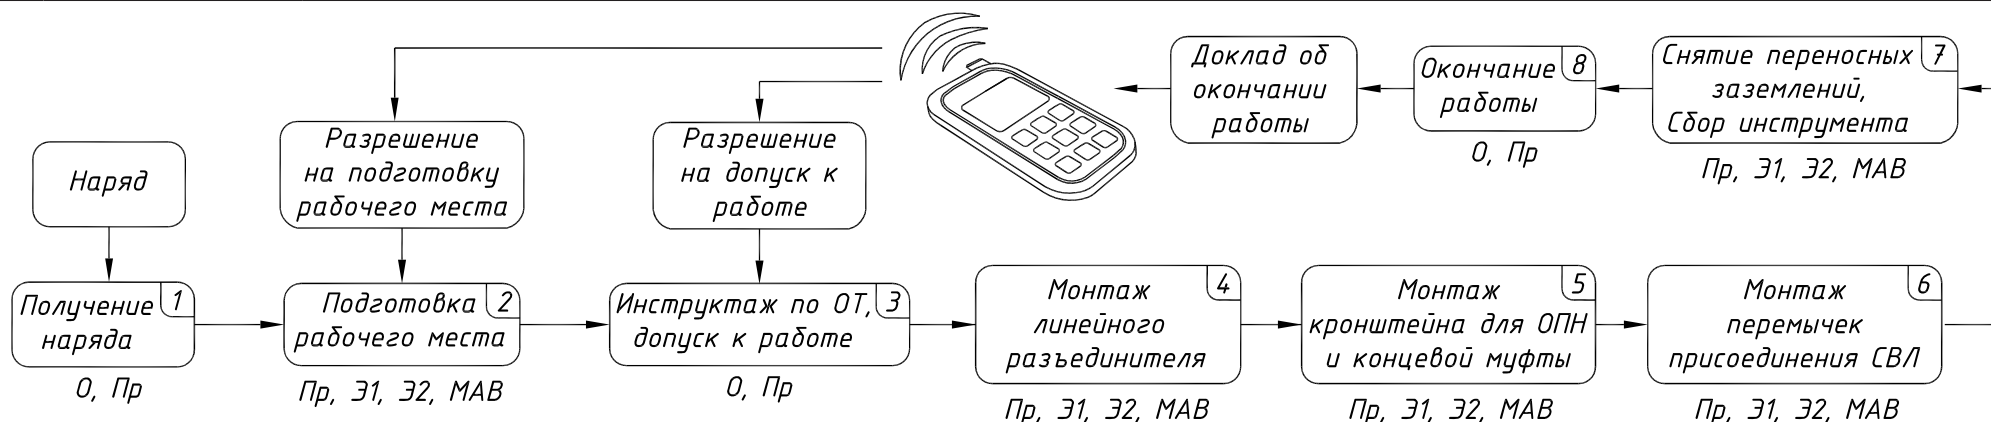 Наряд
Получение 1
наряда
О, Пр
Разрешение
на подготовку
рабочего места
Подготовка 2
рабочего места
Пр, Э1, Э2, МАВ
Разрешение
на допуск к
работе
Инструктаж по ОТ, 3
допуск к работе
О, Пр
Монтаж 4
линейного
разъединителя
Пр, Э1, Э2, МАВ
Монтаж 5
кронштейна для ОПН
и концевой муфты
Пр, Э1, Э2, МАВ
Монтаж 6
перемычек
присоединения СВЛ
Пр, Э1, Э2, МАВ
Снятие переносных 7
заземлений,
Сбор инструмента
Пр, Э1, Э2, МАВ
Окончание 8
работы
О, Пр
Доклад об
окончании
работы